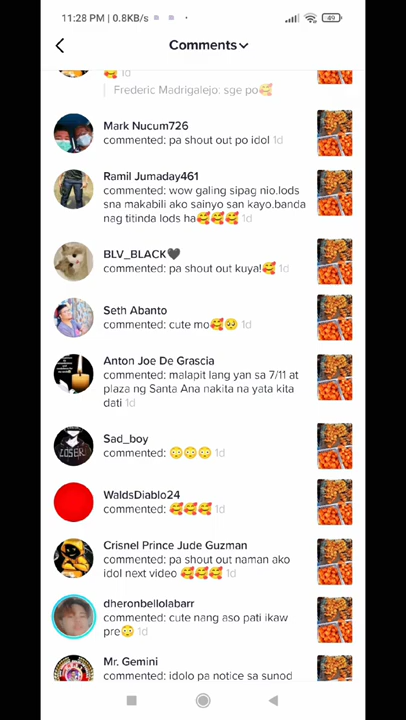 11:28 PM | 0.8KB/s
49
Comments
1d
Frederic Madrigalejo: sge po🥰
Mark Nucum726
commented: pa shout out po idol 1d
Ramil Jumaday461
commented: wow galing sipag nio.lods
sna makabili ako sainyo san kayo.banda
nag titinda lods ha🥰🥰🥰 1d
BLV_BLACK🖤
commented: pa shout out kuya!🥰 1d
Seth Abanto
commented: cute mo🥰🥺 1d
Anton Joe De Grascia
commented: malapit lang yan sa 7/11 at
plaza ng Santa Ana nakita na yata kita
dati 1d
Sad_boy
commented: 😳😳😳 1d
LOSER
WaldsDiablo24
commented: 🥰🥰🥰 1d
Crisnel Prince Jude Guzman
commented: pa shout out naman ako
idol next video 🥰🥰🥰 1d
dheronbellolabarr
commented: cute nang aso pati ikaw
pre😳 1d
Mr. Gemini
commented: idolo pa notice sa sunod